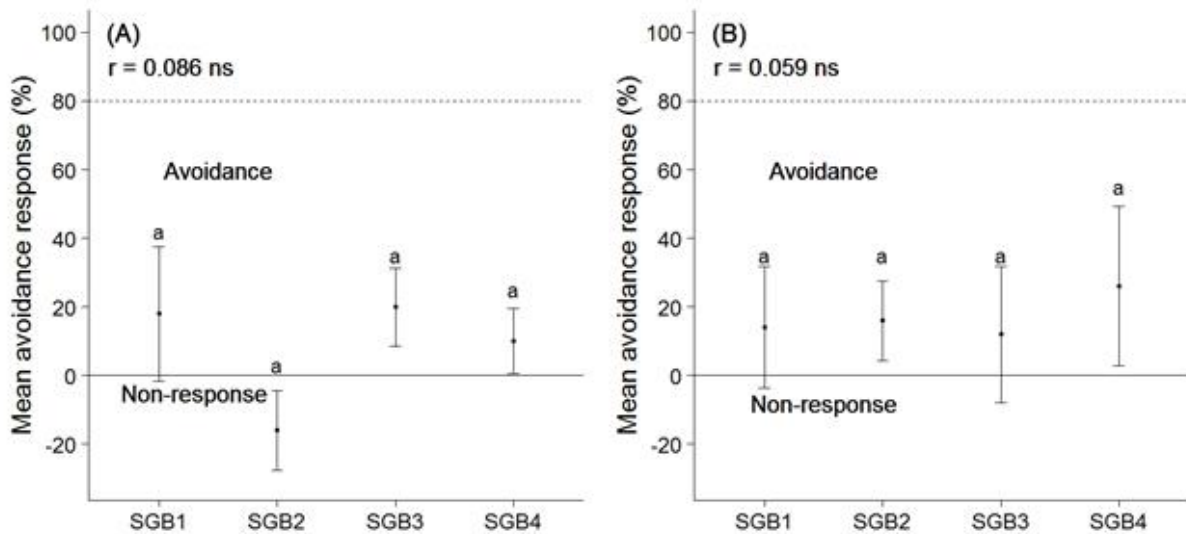 (A)
r = 0.086 ns
Mean avoidance response (%)
100
80
60
40
20
0
-20
Avoidance
Non-response
a
a
a
a
SGB1
SGB2
SGB3
SGB4
(B)
r = 0.059 ns
Mean avoidance response (%)
100
80
60
40
20
0
-20
Avoidance
Non-response
a
a
a
a
SGB1
SGB2
SGB3
SGB4